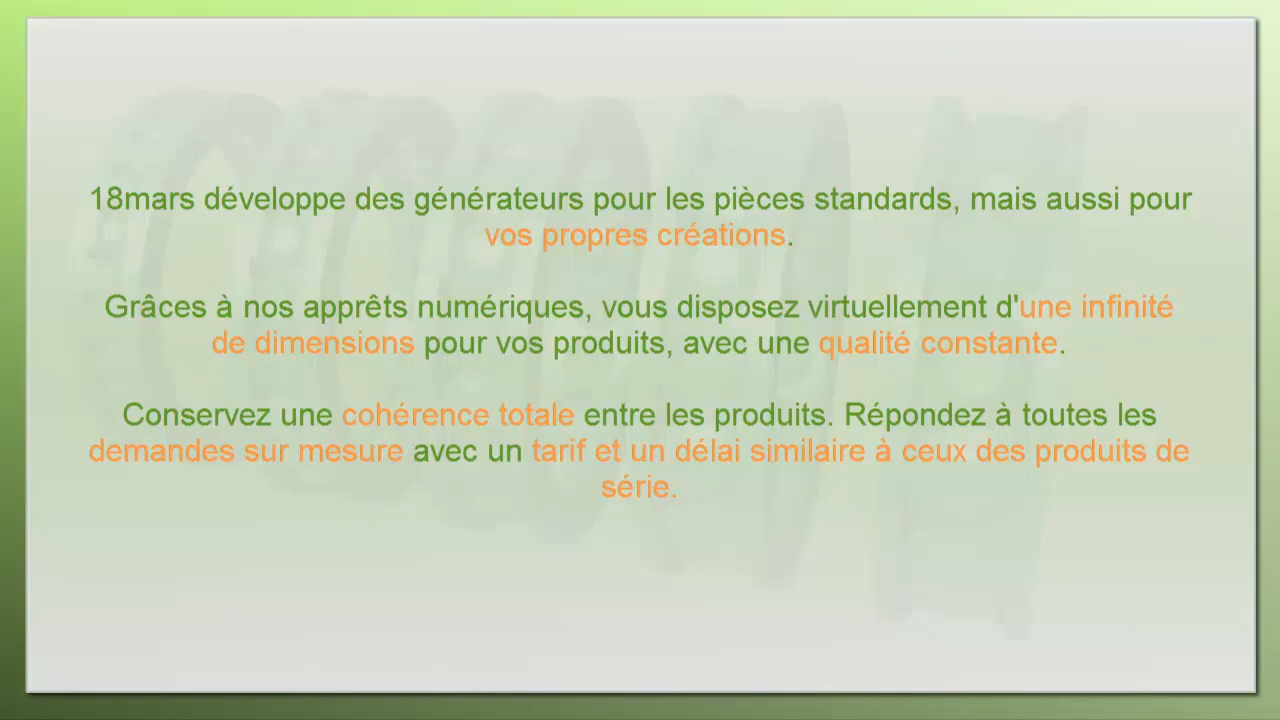 18mars développe des générateurs pour les pièces standards, mais aussi pour
vos propres créations.
Grâces à nos apprêts numériques, vous disposez virtuellement d'une infinité
de dimensions pour vos produits, avec une qualité constante.
Conservez une cohérence totale entre les produits. Répondez à toutes les
demandes sur mesure avec un tarif et un délai similaire à ceux des produits de
série.